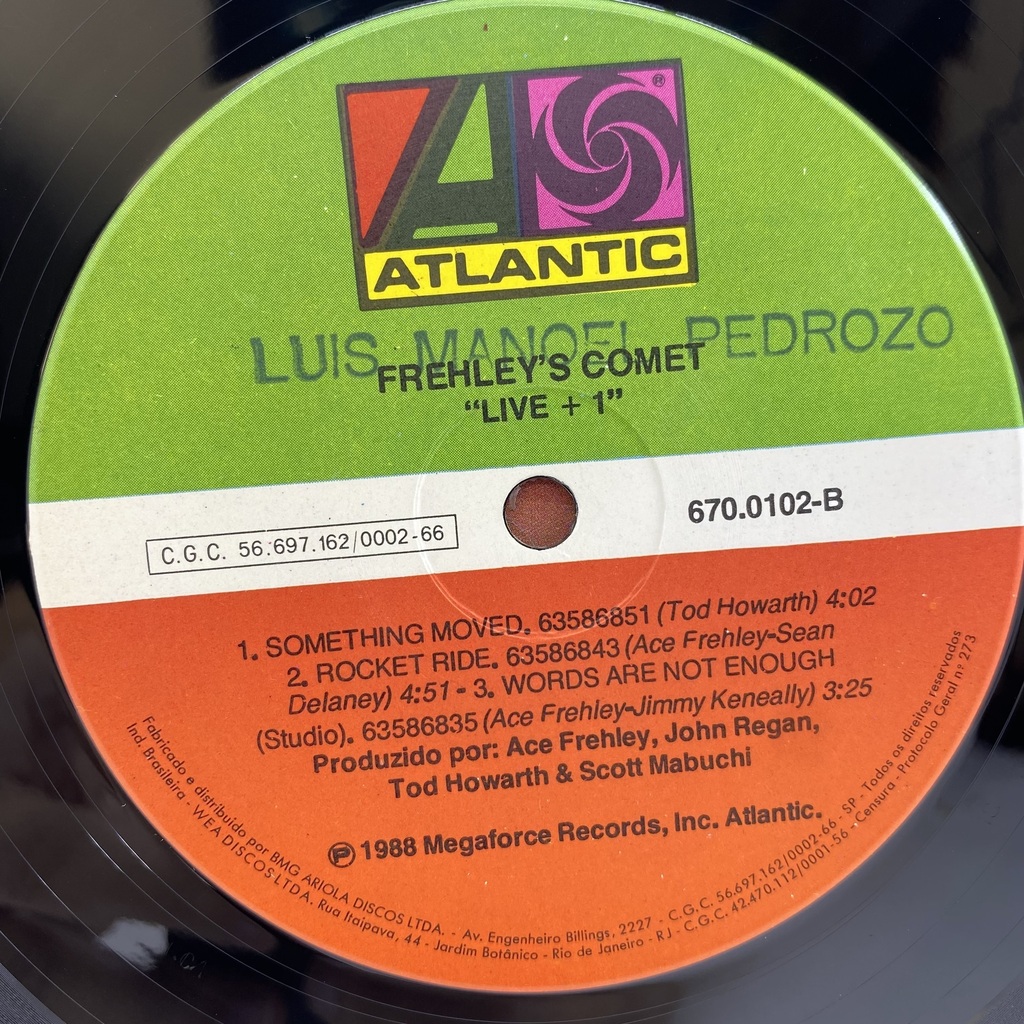 ATLANTIC
®
LUIS MANOEL PEDROZO
FREHLEY'S COMET
“LIVE + 1”
670.0102-B
C.G.C. 56.697.162/0002-66
1. SOMETHING MOVED. 63586851 (Tod Howarth) 4:02
2. ROCKET RIDE. 63586843 (Ace Frehley-Sean
Delaney) 4:51 - 3. WORDS ARE NOT ENOUGH
(Studio). 63586835 (Ace Frehley-Jimmy Keneally) 3:25
Produzido por: Ace Frehley, John Regan,
Tod Howarth & Scott Mabuchi
℗ 1988 Megaforce Records, Inc. Atlantic.
Fabricado e distribuido por BMG ARIOLA DISCOS LTDA. - Av. Engenheiro Billings, 2227 - C.G.C. 56.697.162/0002-66 - SP - Todos os direitos reservados
Ind. Brasileira - WEA DISCOS LTDA. Rua Itaipava, 44 - Jardim Botânico - Rio de Janeiro - RJ - C.G.C. 42.470.112/0001-56 - Censura - Protocolo Geral nº 273